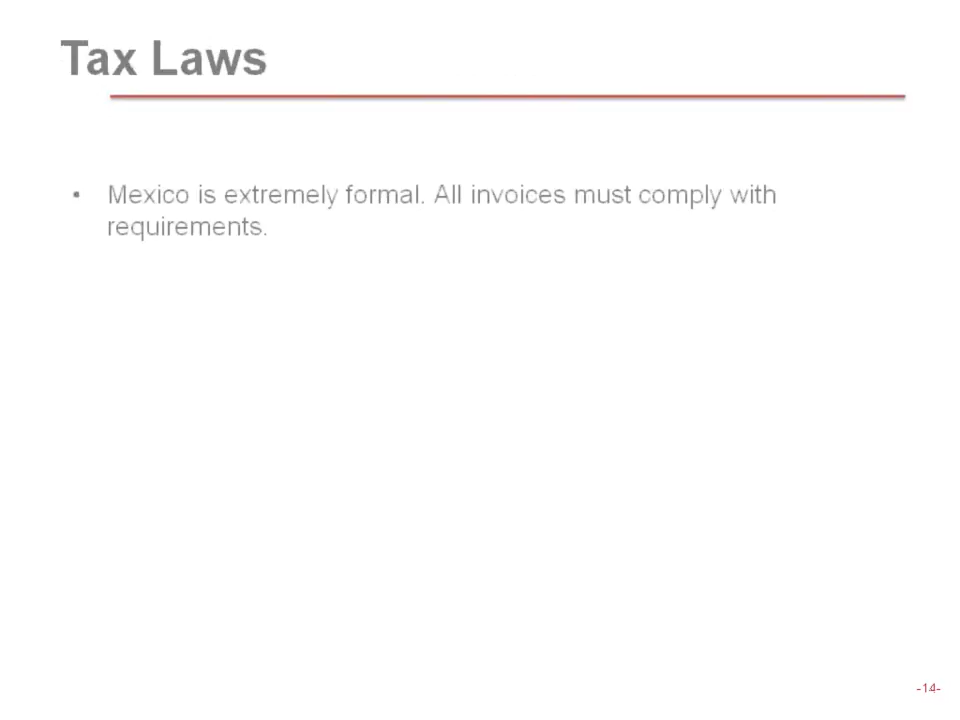 Tax Laws
• Mexico is extremely formal. All invoices must comply with
requirements.
-14-